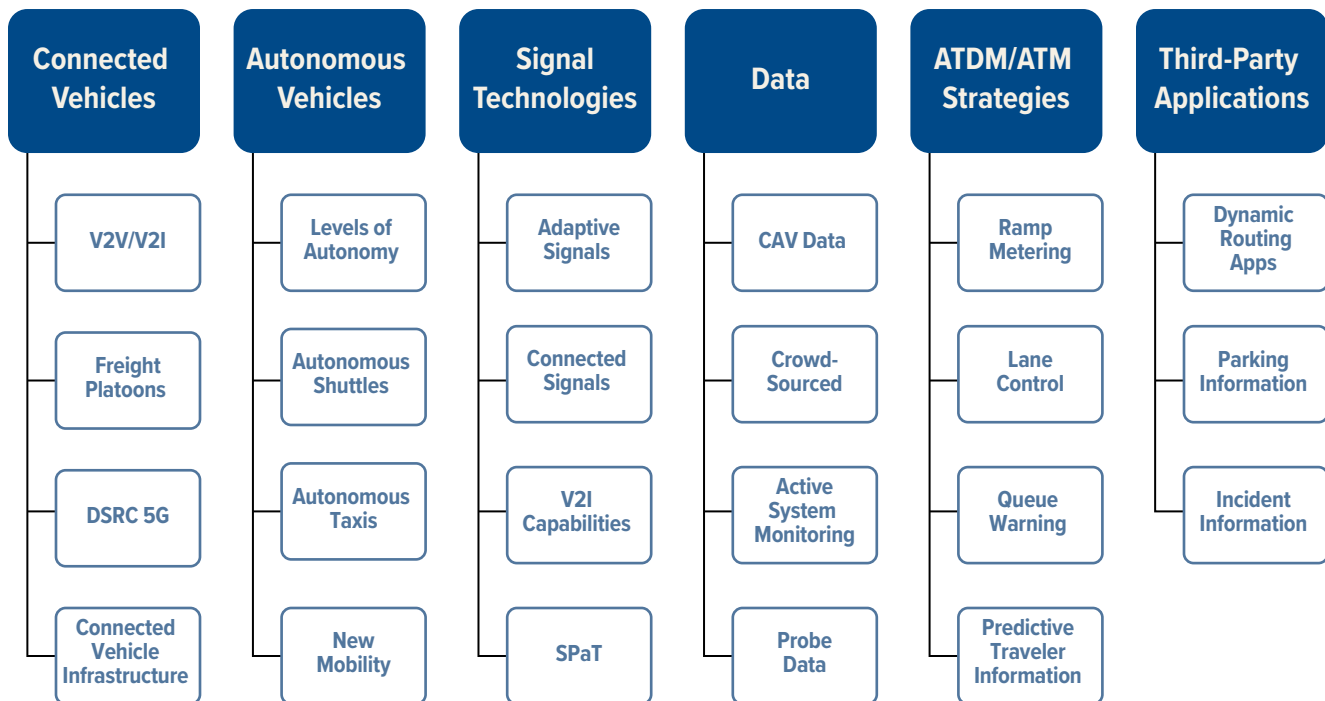 Connected
Vehicles
V2V/V2I
Freight
Platoons
DSRC 5G
Connected
Vehicle
Infrastructure
Autonomous
Vehicles
Levels of
Autonomy
Autonomous
Shuttles
Autonomous
Taxis
New
Mobility
Signal
Technologies
Adaptive
Signals
Connected
Signals
V2I
Capabilities
SPaT
Data
CAV Data
Crowd-
Sourced
Active
System
Monitoring
Probe
Data
ATDM/ATM
Strategies
Ramp
Metering
Lane
Control
Queue
Warning
Predictive
Traveler
Information
Third-Party
Applications
Dynamic
Routing
Apps
Parking
Information
Incident
Information